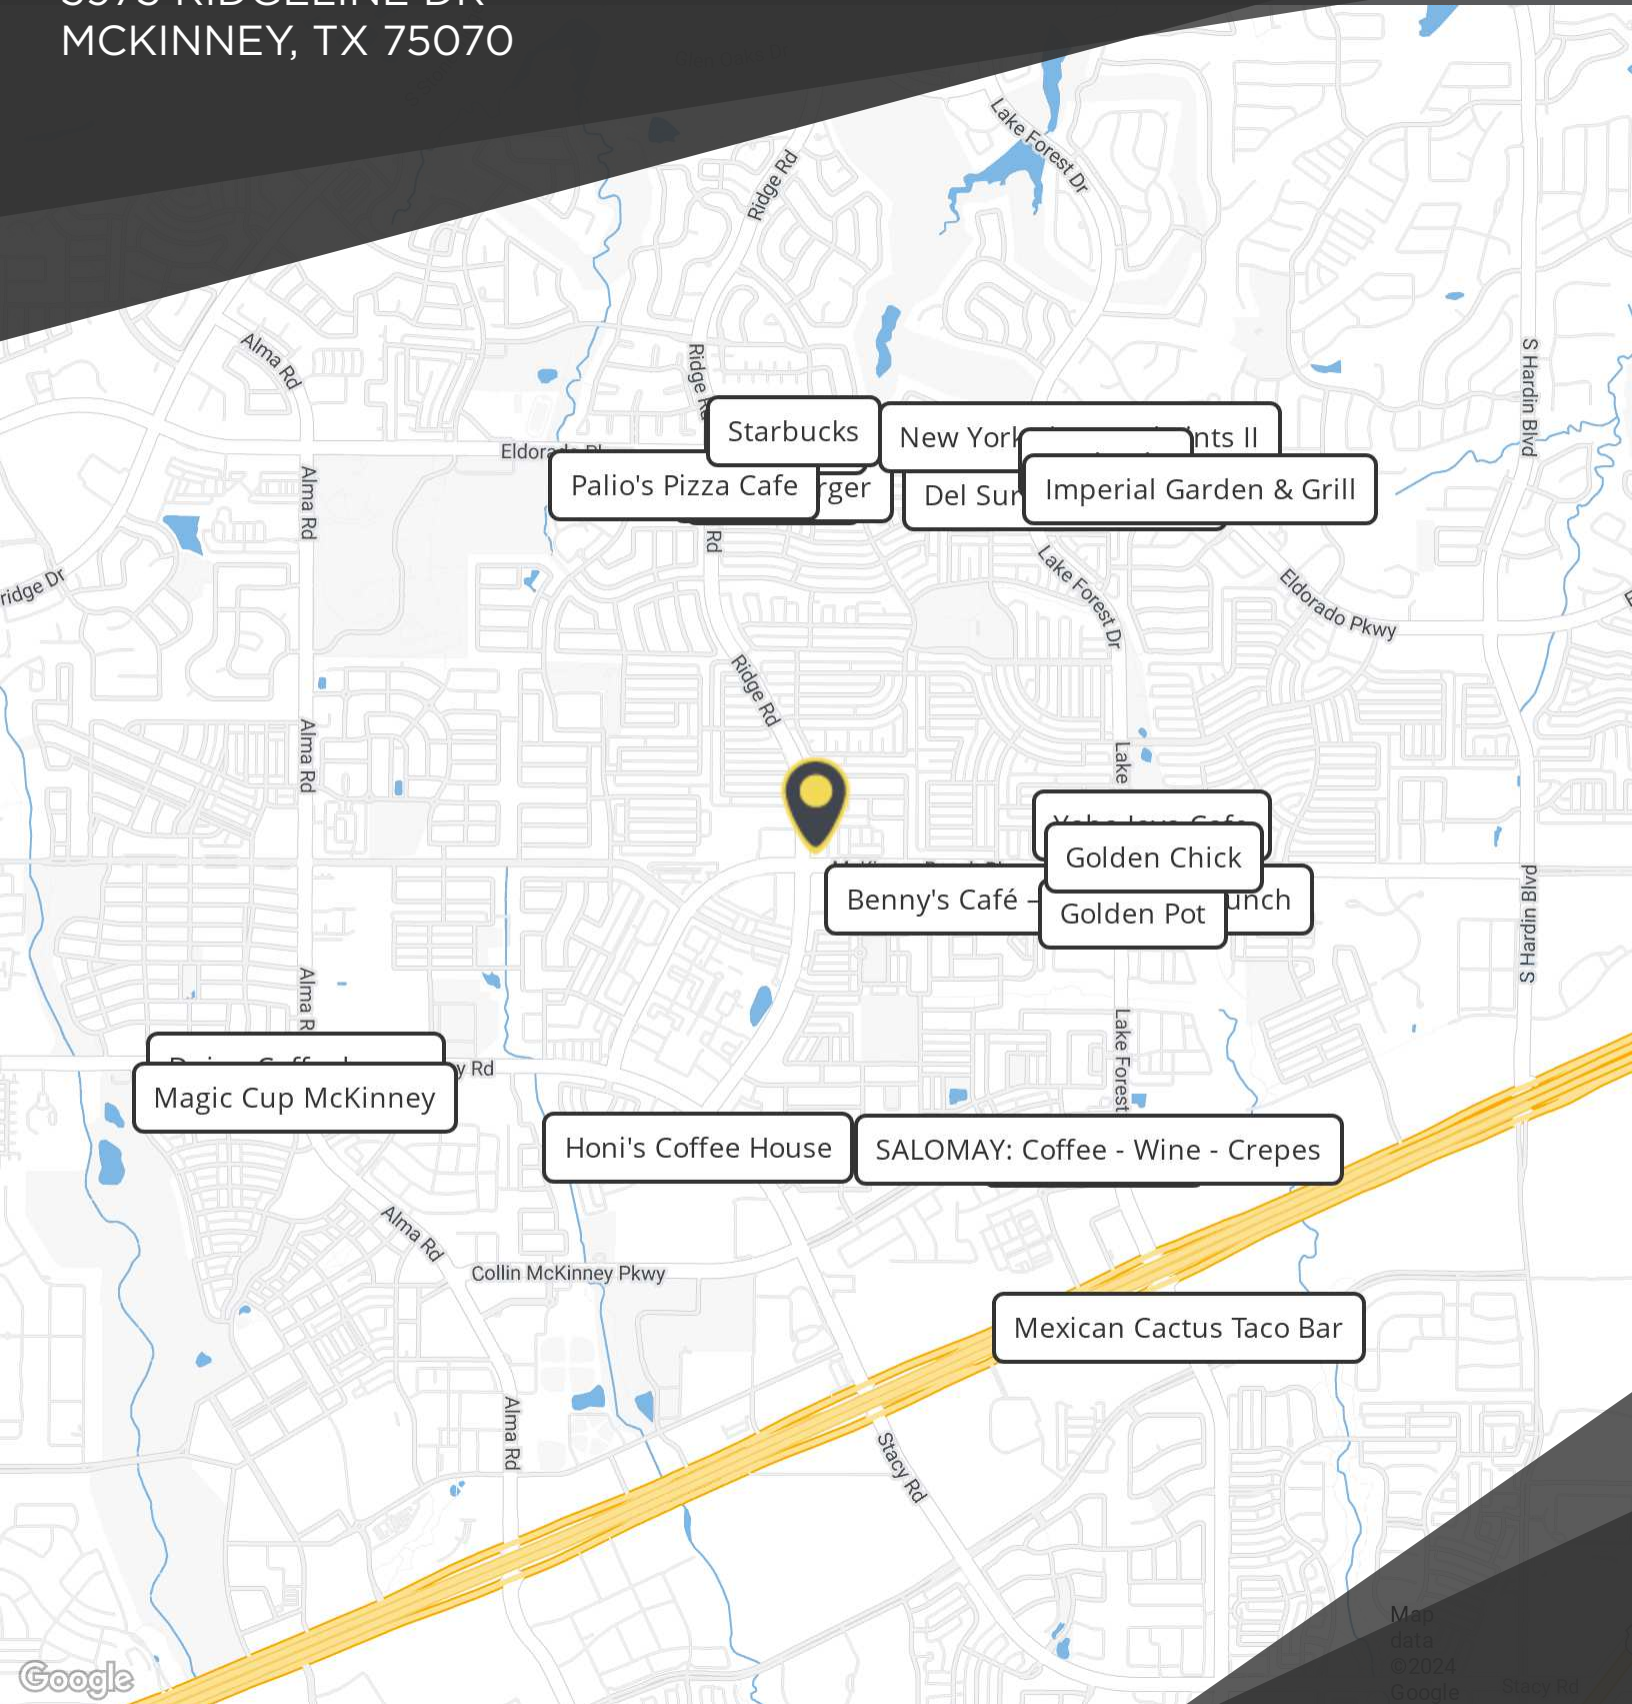 MCKINNEY, TX 75070
Lake Forest Dr
Ridge Rd
Alma Rd
Ridge
S Hardin Blvd
Starbucks
New York
nts II
Palio's Pizza Cafe
Del Sur
Imperial Garden & Grill
Alma Rd
Rd
Lake Forest Dr
Eldorado Pkwy
ridge Dr
Ridge Rd
Alma Rd
Lake
Golden Chick
Benny's Café –
unch
Golden Pot
S Hardin Blvd
Alma R
Lake Forest
y Rd
Magic Cup McKinney
Honi's Coffee House
SALOMAY: Coffee - Wine - Crepes
Alma Rd
Collin McKinney Pkwy
Mexican Cactus Taco Bar
Alma Rd
Stacy Rd
Map
data
©2024
Google
Stacy Rd
Google